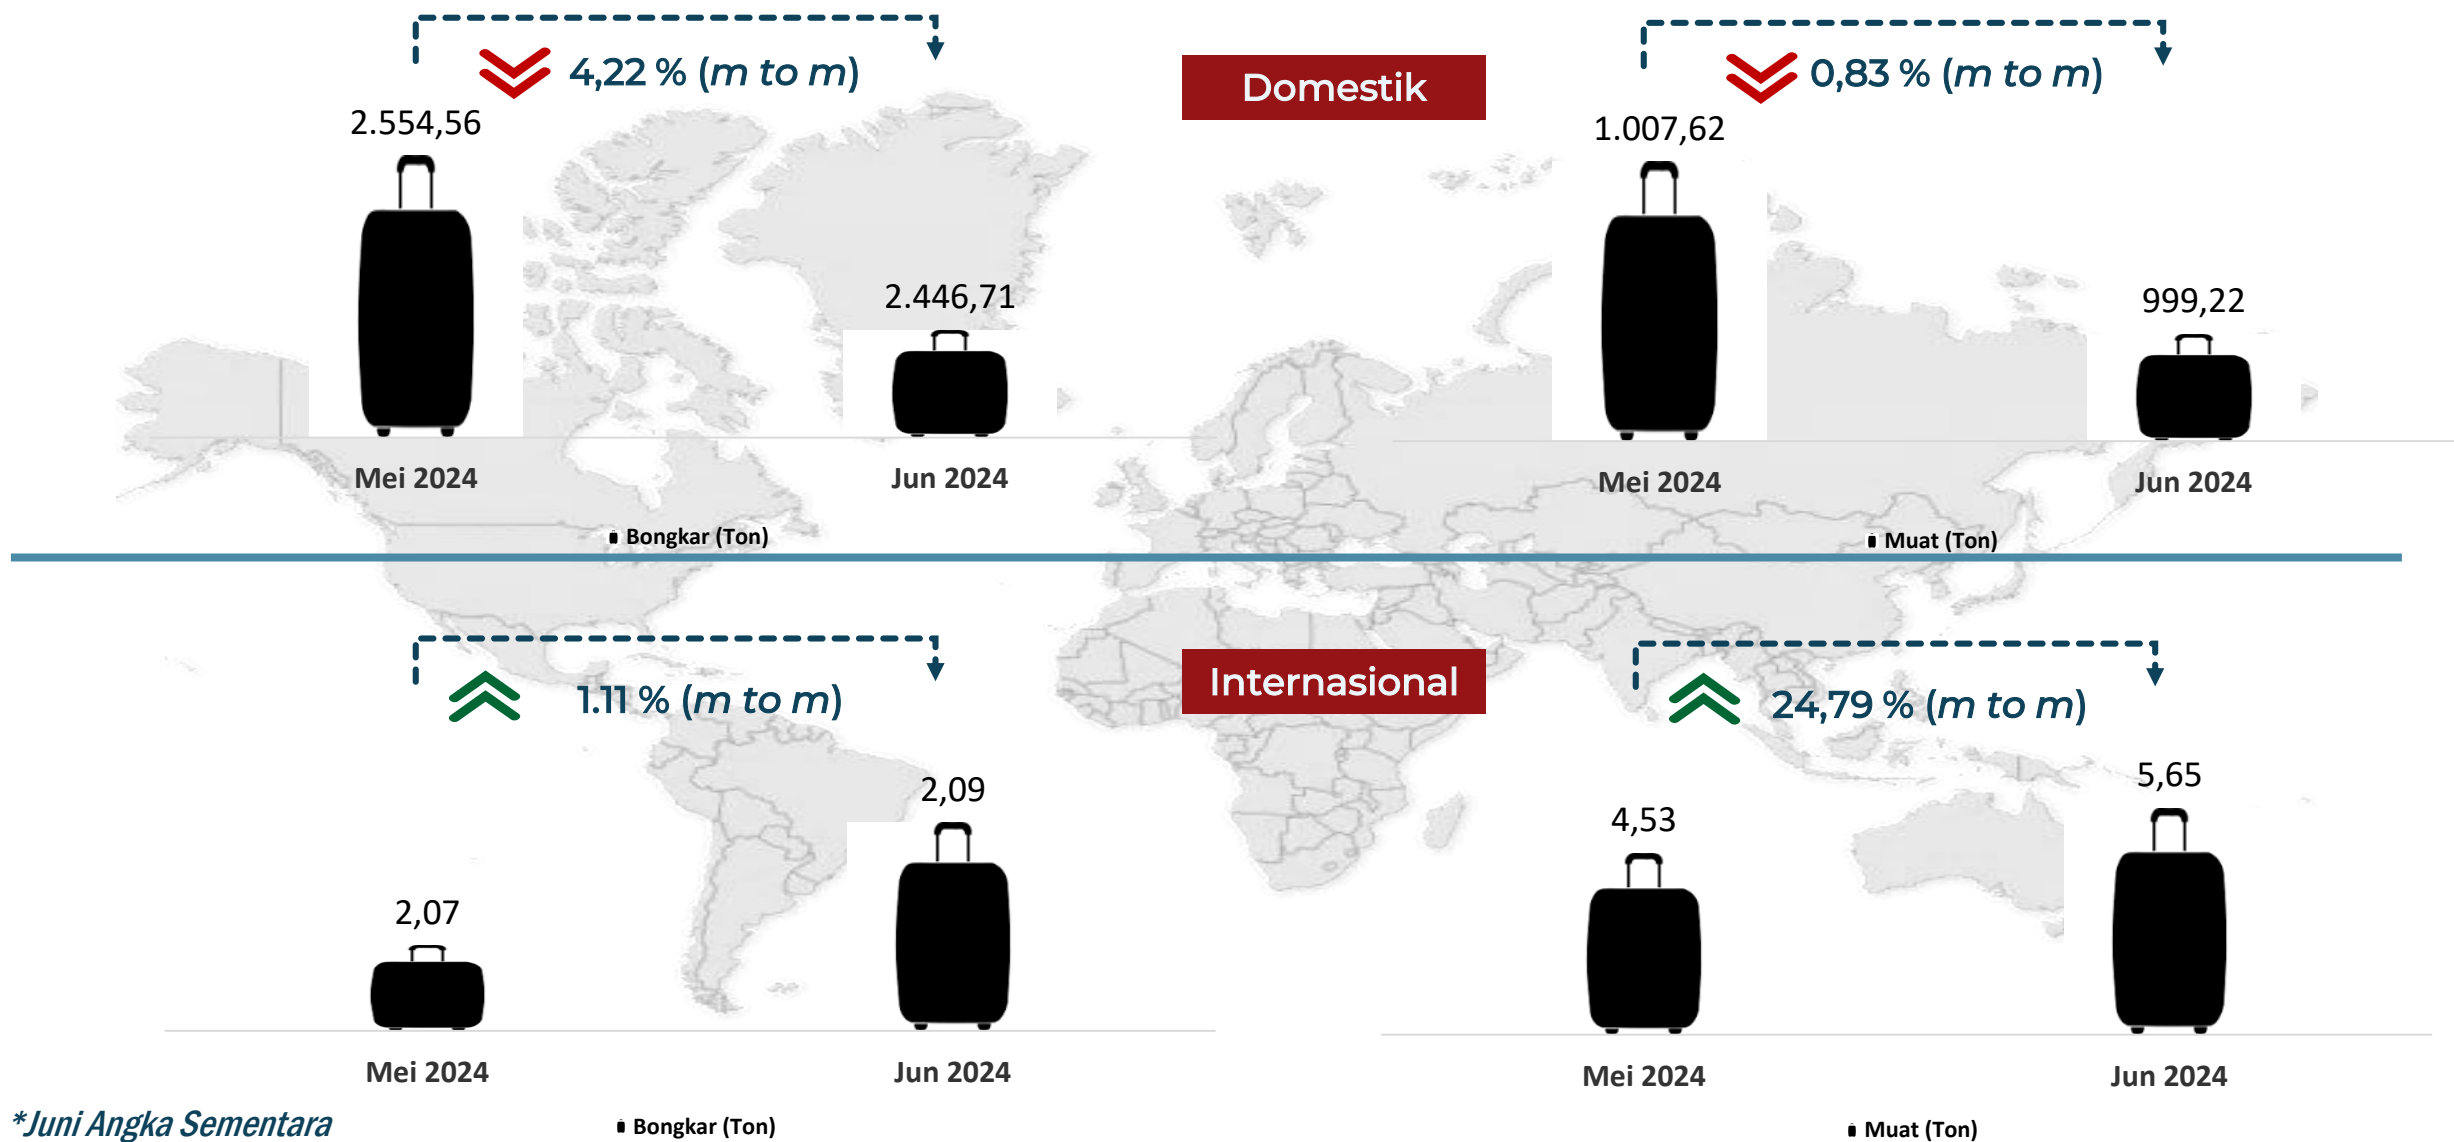 4,22 % (m to m)
Domestik
0,83 % (m to m)
2.554,56
2.446,71
1.007,62
999,22
Mei 2024
Jun 2024
Mei 2024
Jun 2024
Bongkar (Ton)
Muat (Ton)
1.11 % (m to m)
Internasional
24,79 % (m to m)
2,07
2,09
4,53
5,65
Mei 2024
Jun 2024
Mei 2024
Jun 2024
*Juni Angka Sementara
Bongkar (Ton)
Muat (Ton)